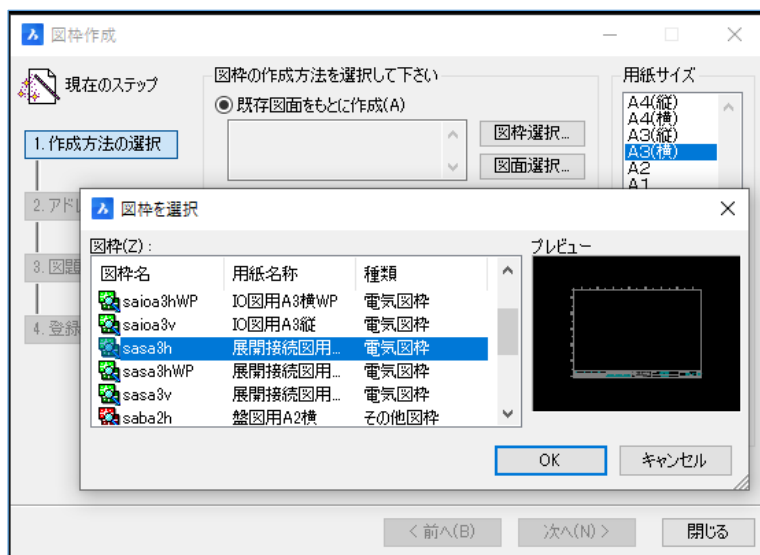 図枠作成
現在のステップ
1. 作成方法の選択
2. アドレ
3. 図題
4. 登録
図枠の作成方法を選択して下さい
既存図面をもとに作成(A)
図枠選択...
図面選択...
用紙サイズ
A4(縦)
A4(横)
A3(縦)
A3(横)
A2
A1
図枠を選択
図枠(Z) :
図枠名 用紙名称 種類
saioa3hWP IO図用A3横WP 電気図枠
saioa3v IO図用A3縦 電気図枠
sasa3h 展開接続図用... 電気図枠
sasa3hWP 展開接続図用... 電気図枠
sasa3v 展開接続図用... 電気図枠
saba2h 盤図用A2横 その他図枠
プレビュー
OK
キャンセル
< 前へ(B)
次へ(N) >
閉じる